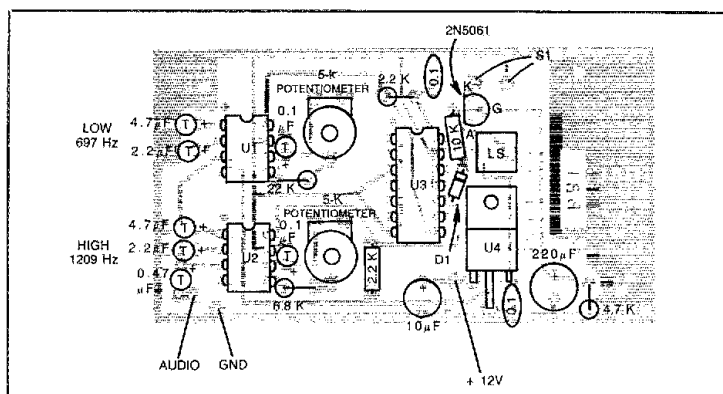 2N5061
S1
5-k
POTENTIOMETER
2.2 K
0.1
K
G
A
LOW
697 Hz
4.7µF
2.2µF
U1
0.1
µF
22 K
U3
10 K
LS
5-K
POTENTIOMETER
HIGH
1209 Hz
4.7µF
2.2µF
0.47
µF
U2
0.1
µF
6.8 K
2.2 K
D1
U4
220µF
10µF
0.1
4.7 K
AUDIO
GND
+ 12V